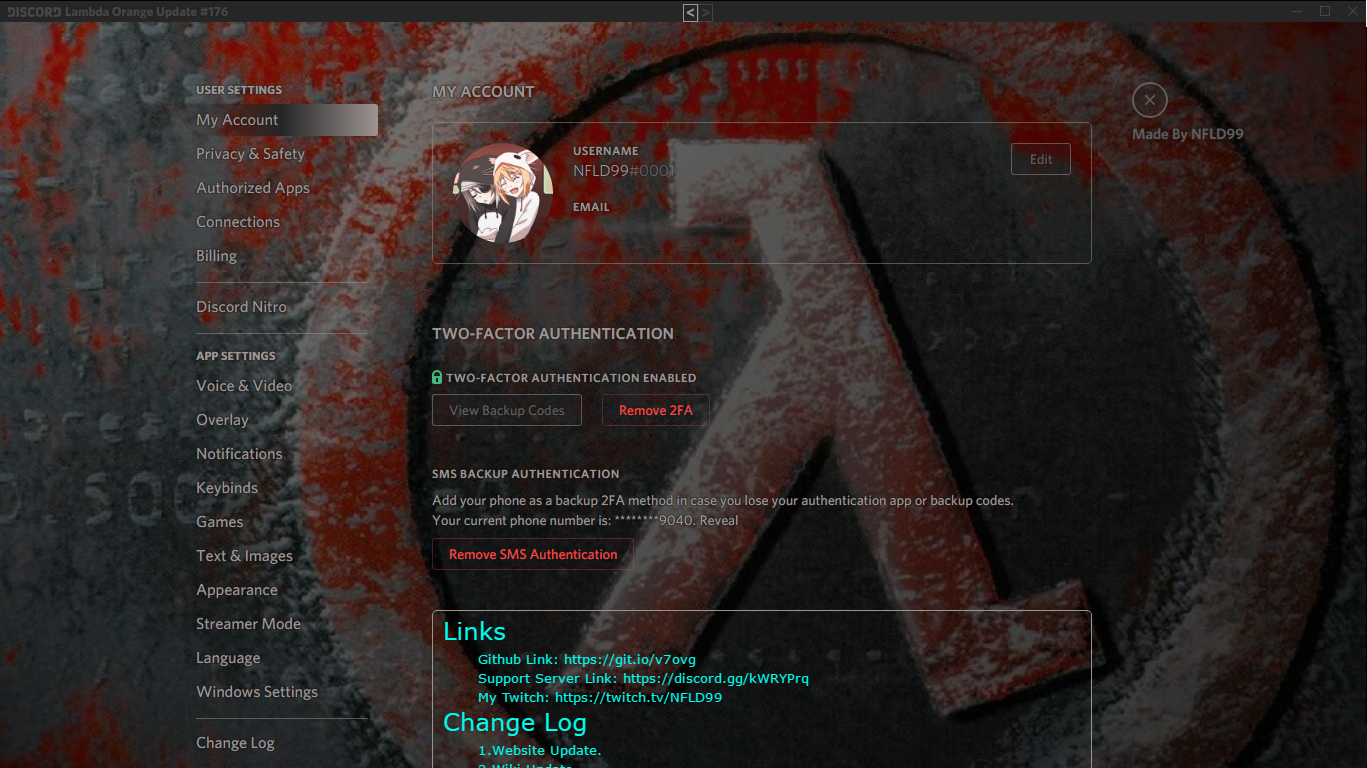 DISCORD Lambda Orange Update #176
< >
USER SETTINGS
My Account
Privacy & Safety
Authorized Apps
Connections
Billing
Discord Nitro
APP SETTINGS
Voice & Video
Overlay
Notifications
Keybinds
Games
Text & Images
Appearance
Streamer Mode
Language
Windows Settings
Change Log
MY ACCOUNT
USERNAME
NFLD99#0001
EMAIL
Edit
Made By NFLD99
TWO-FACTOR AUTHENTICATION
TWO-FACTOR AUTHENTICATION ENABLED
View Backup Codes
Remove 2FA
SMS BACKUP AUTHENTICATION
Add your phone as a backup 2FA method in case you lose your authentication app or backup codes.
Your current phone number is: ********9040. Reveal
Remove SMS Authentication
Links
Github Link: https://git.io/v7ovg
Support Server Link: https://discord.gg/kWRYPrq
My Twitch: https://twitch.tv/NFLD99
Change Log
1.Website Update.
2.Wiki Update